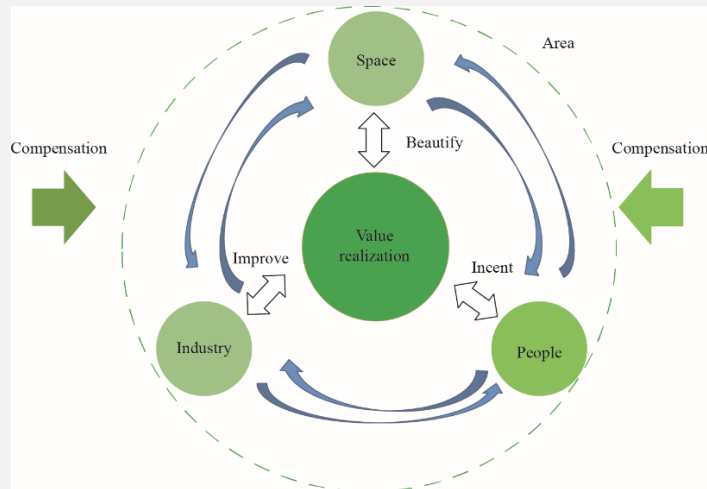 Area
Space
Compensation
Compensation
Beautify
Value
realization
Improve
Incent
Industry
People